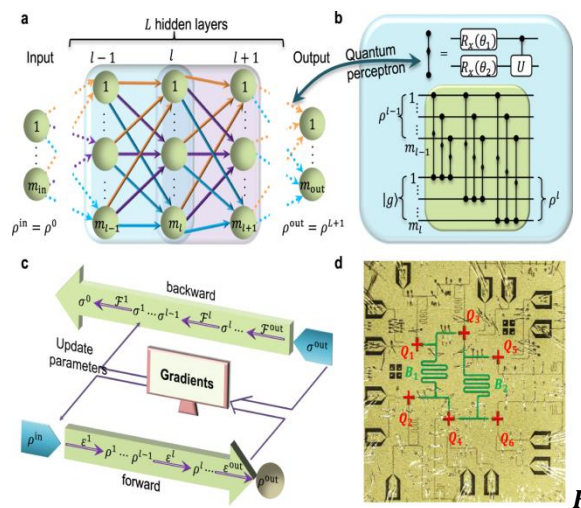 a
L hidden layers
Input
l − 1
l
l + 1
Output
1
1
1
1
1
m_in
m_out
m_{l−1}
m_l
m_{l+1}
ρ^in = ρ^0
ρ^out = ρ^{L+1}
b
Quantum
perceptron
=
R_x(θ_1)
R_x(θ_2)
U
ρ^{l−1}
1
m_{l−1}
|g⟩
1
m_l
ρ^l
c
backward
σ^0 ℱ^1 σ^1 ⋯ σ^{l−1} ℱ^l σ^l ⋯ ℱ^out
σ^out
Update
parameters
Gradients
ρ^in
ε^1 ρ^1 ⋯ ρ^{l−1} ε^l ρ^l ⋯ ε^out
ρ^out
forward
d
Q_3
Q_1
Q_5
B_1
B_2
Q_2
Q_4
Q_6